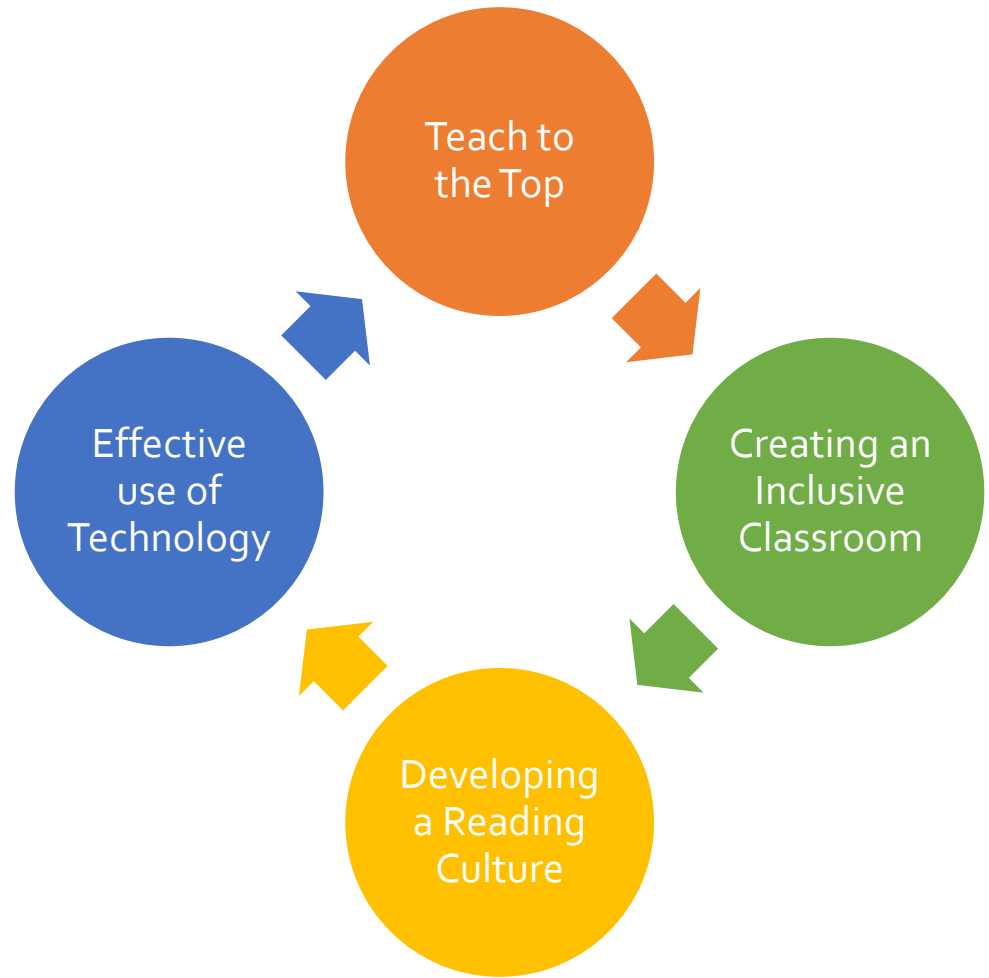 Teach to
the Top
Creating an
Inclusive
Classroom
Developing
a Reading
Culture
Effective
use of
Technology